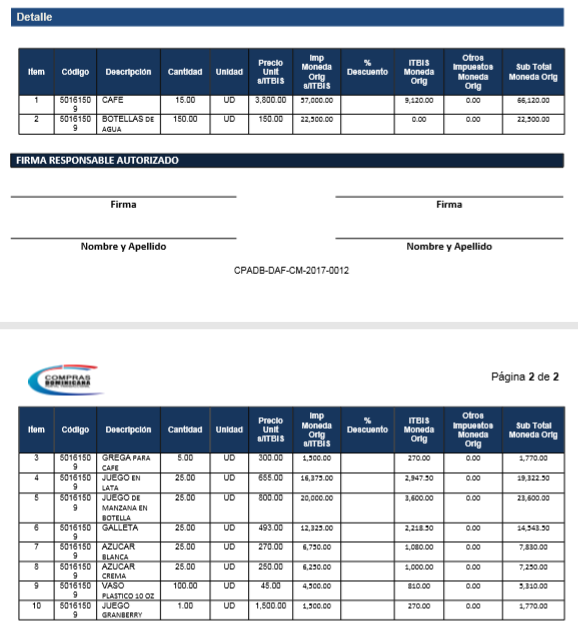 Detalle
Item Código Descripción Cantidad Unidad Precio Unit s/ITBIS Imp Moneda Orig s/ITBIS % Descuento ITBIS Moneda Orig Otros Impuestos Moneda Orig Sub Total Moneda Orig
1 50161509 CAFE 15.00 UD 3,800.00 57,000.00 9,120.00 0.00 66,120.00
2 50161509 BOTELLAS DE AGUA 150.00 UD 150.00 22,500.00 0.00 0.00 22,500.00
FIRMA RESPONSABLE AUTORIZADO
Firma Firma
Nombre y Apellido Nombre y Apellido
CPADB-DAF-CM-2017-0012
COMPRAS
DOMINICANA
Página 2 de 2
Item Código Descripción Cantidad Unidad Precio Unit s/ITBIS Imp Moneda Orig s/ITBIS % Descuento ITBIS Moneda Orig Otros Impuestos Moneda Orig Sub Total Moneda Orig
3 50161509 GREGA PARA CAFE 5.00 UD 300.00 1,500.00 270.00 0.00 1,770.00
4 50161509 JUEGO EN LATA 25.00 UD 655.00 16,375.00 2,947.50 0.00 19,322.50
5 50161509 JUEGO DE MANZANA EN BOTELLA 25.00 UD 800.00 20,000.00 3,600.00 0.00 23,600.00
6 50161509 GALLETA 25.00 UD 493.00 12,325.00 2,218.50 0.00 14,543.50
7 50161509 AZUCAR BLANCA 25.00 UD 270.00 6,750.00 1,080.00 0.00 7,830.00
8 50161509 AZUCAR CREMA 25.00 UD 250.00 6,250.00 1,000.00 0.00 7,250.00
9 50161509 VASO PLASTICO 10 OZ 100.00 UD 45.00 4,500.00 810.00 0.00 5,310.00
10 50161509 JUEGO GRANBERRY 1.00 UD 1,500.00 1,500.00 270.00 0.00 1,770.00